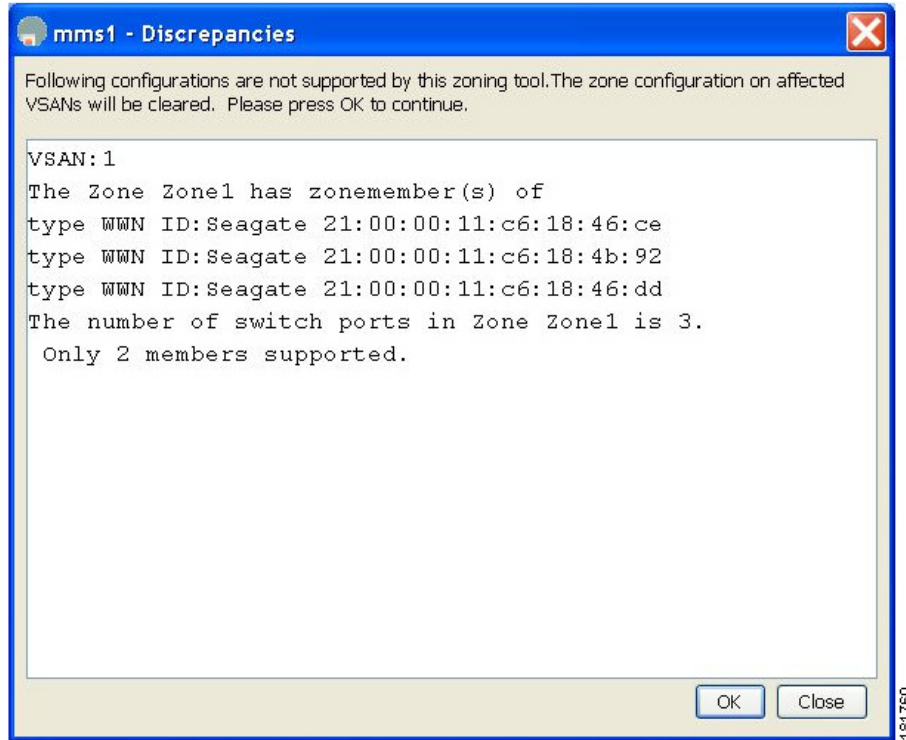 mms1 - Discrepancies
Following configurations are not supported by this zoning tool.The zone configuration on affected
VSANs will be cleared. Please press OK to continue.
VSAN:1
The Zone Zone1 has zonemember(s) of
type WWN ID:Seagate 21:00:00:11:c6:18:46:ce
type WWN ID:Seagate 21:00:00:11:c6:18:4b:92
type WWN ID:Seagate 21:00:00:11:c6:18:46:dd
The number of switch ports in Zone Zone1 is 3.
Only 2 members supported.
OK
Close
181760